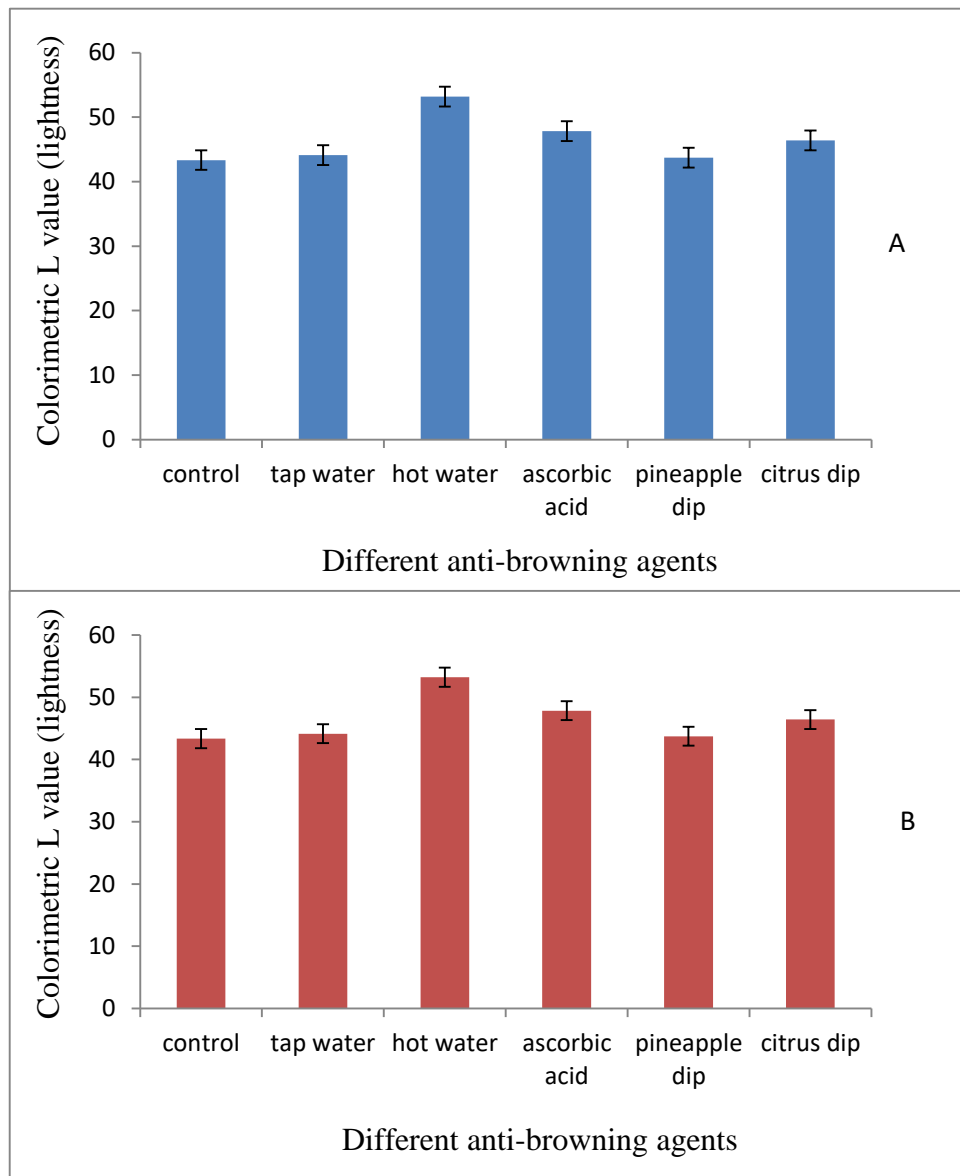 Colorimetric L value (lightness)
60
50
40
30
20
10
0
A
control tap water hot water ascorbic acid pineapple dip citrus dip
Different anti-browning agents
Colorimetric L value (lightness)
60
50
40
30
20
10
0
B
control tap water hot water ascorbic acid pineapple dip citrus dip
Different anti-browning agents